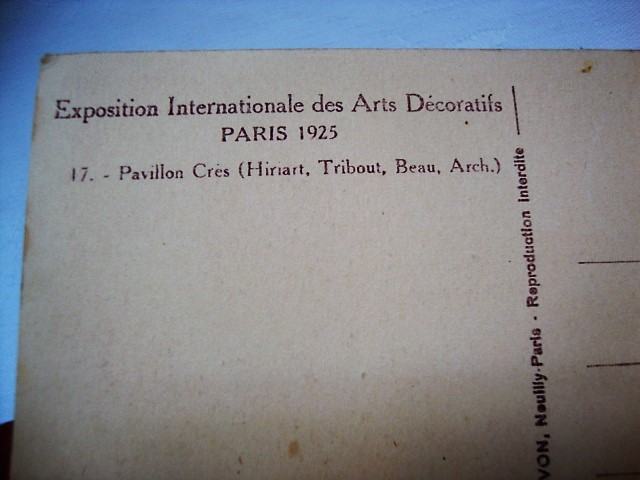 Exposition Internationale des Arts Décoratifs
PARIS 1925
17. - Pavillon Crès (Hiriart, Tribout, Beau, Arch.)
VON, Neuilly-Paris - Reproduction Interdite